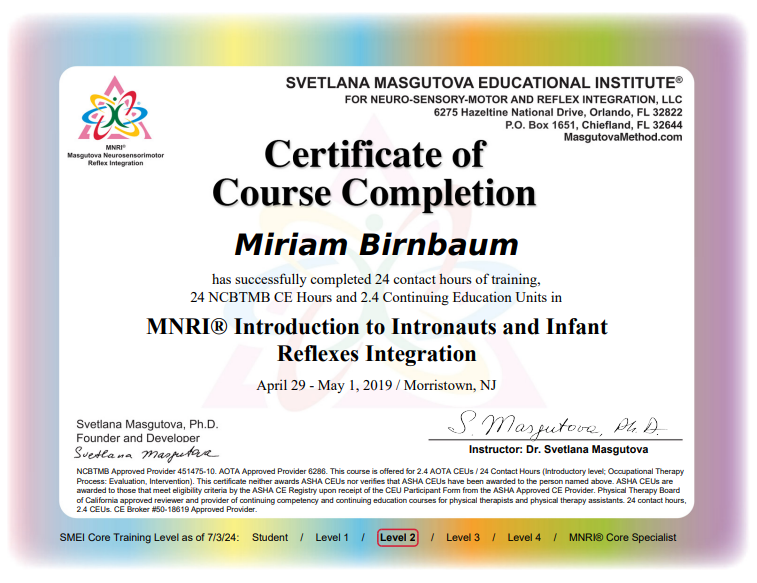 SVETLANA MASGUTOVA EDUCATIONAL INSTITUTE®
FOR NEURO-SENSORY-MOTOR AND REFLEX INTEGRATION, LLC
6275 Hazeltine National Drive, Orlando, FL 32822
P.O. Box 1651, Chiefland, FL 32644
MasgutovaMethod.com
MNRI®
Masgutova Neurosensorimotor
Reflex Integration
Certificate of
Course Completion
Miriam Birnbaum
has successfully completed 24 contact hours of training,
24 NCBTMB CE Hours and 2.4 Continuing Education Units in
MNRI® Introduction to Intronauts and Infant
Reflexes Integration
April 29 - May 1, 2019 / Morristown, NJ
Svetlana Masgutova, Ph.D.
Founder and Developer
Svetlana Masgutova
S. Masgutova, Ph.D.
Instructor: Dr. Svetlana Masgutova
NCBTMB Approved Provider 451475-10. AOTA Approved Provider 6286. This course is offered for 2.4 AOTA CEUs / 24 Contact Hours (Introductory level; Occupational Therapy
Process: Evaluation, Intervention). This certificate neither awards ASHA CEUs nor verifies that ASHA CEUs have been awarded to the person named above. ASHA CEUs are
awarded to those that meet eligibility criteria by the ASHA CE Registry upon receipt of the CEU Participant Form from the ASHA Approved CE Provider. Physical Therapy Board
of California approved reviewer and provider of continuing competency and continuing education courses for physical therapists and physical therapy assistants. 24 contact hours,
2.4 CEUs. CE Broker #50-18619 Approved Provider.
SMEI Core Training Level as of 7/3/24: Student / Level 1 / Level 2 / Level 3 / Level 4 / MNRI® Core Specialist